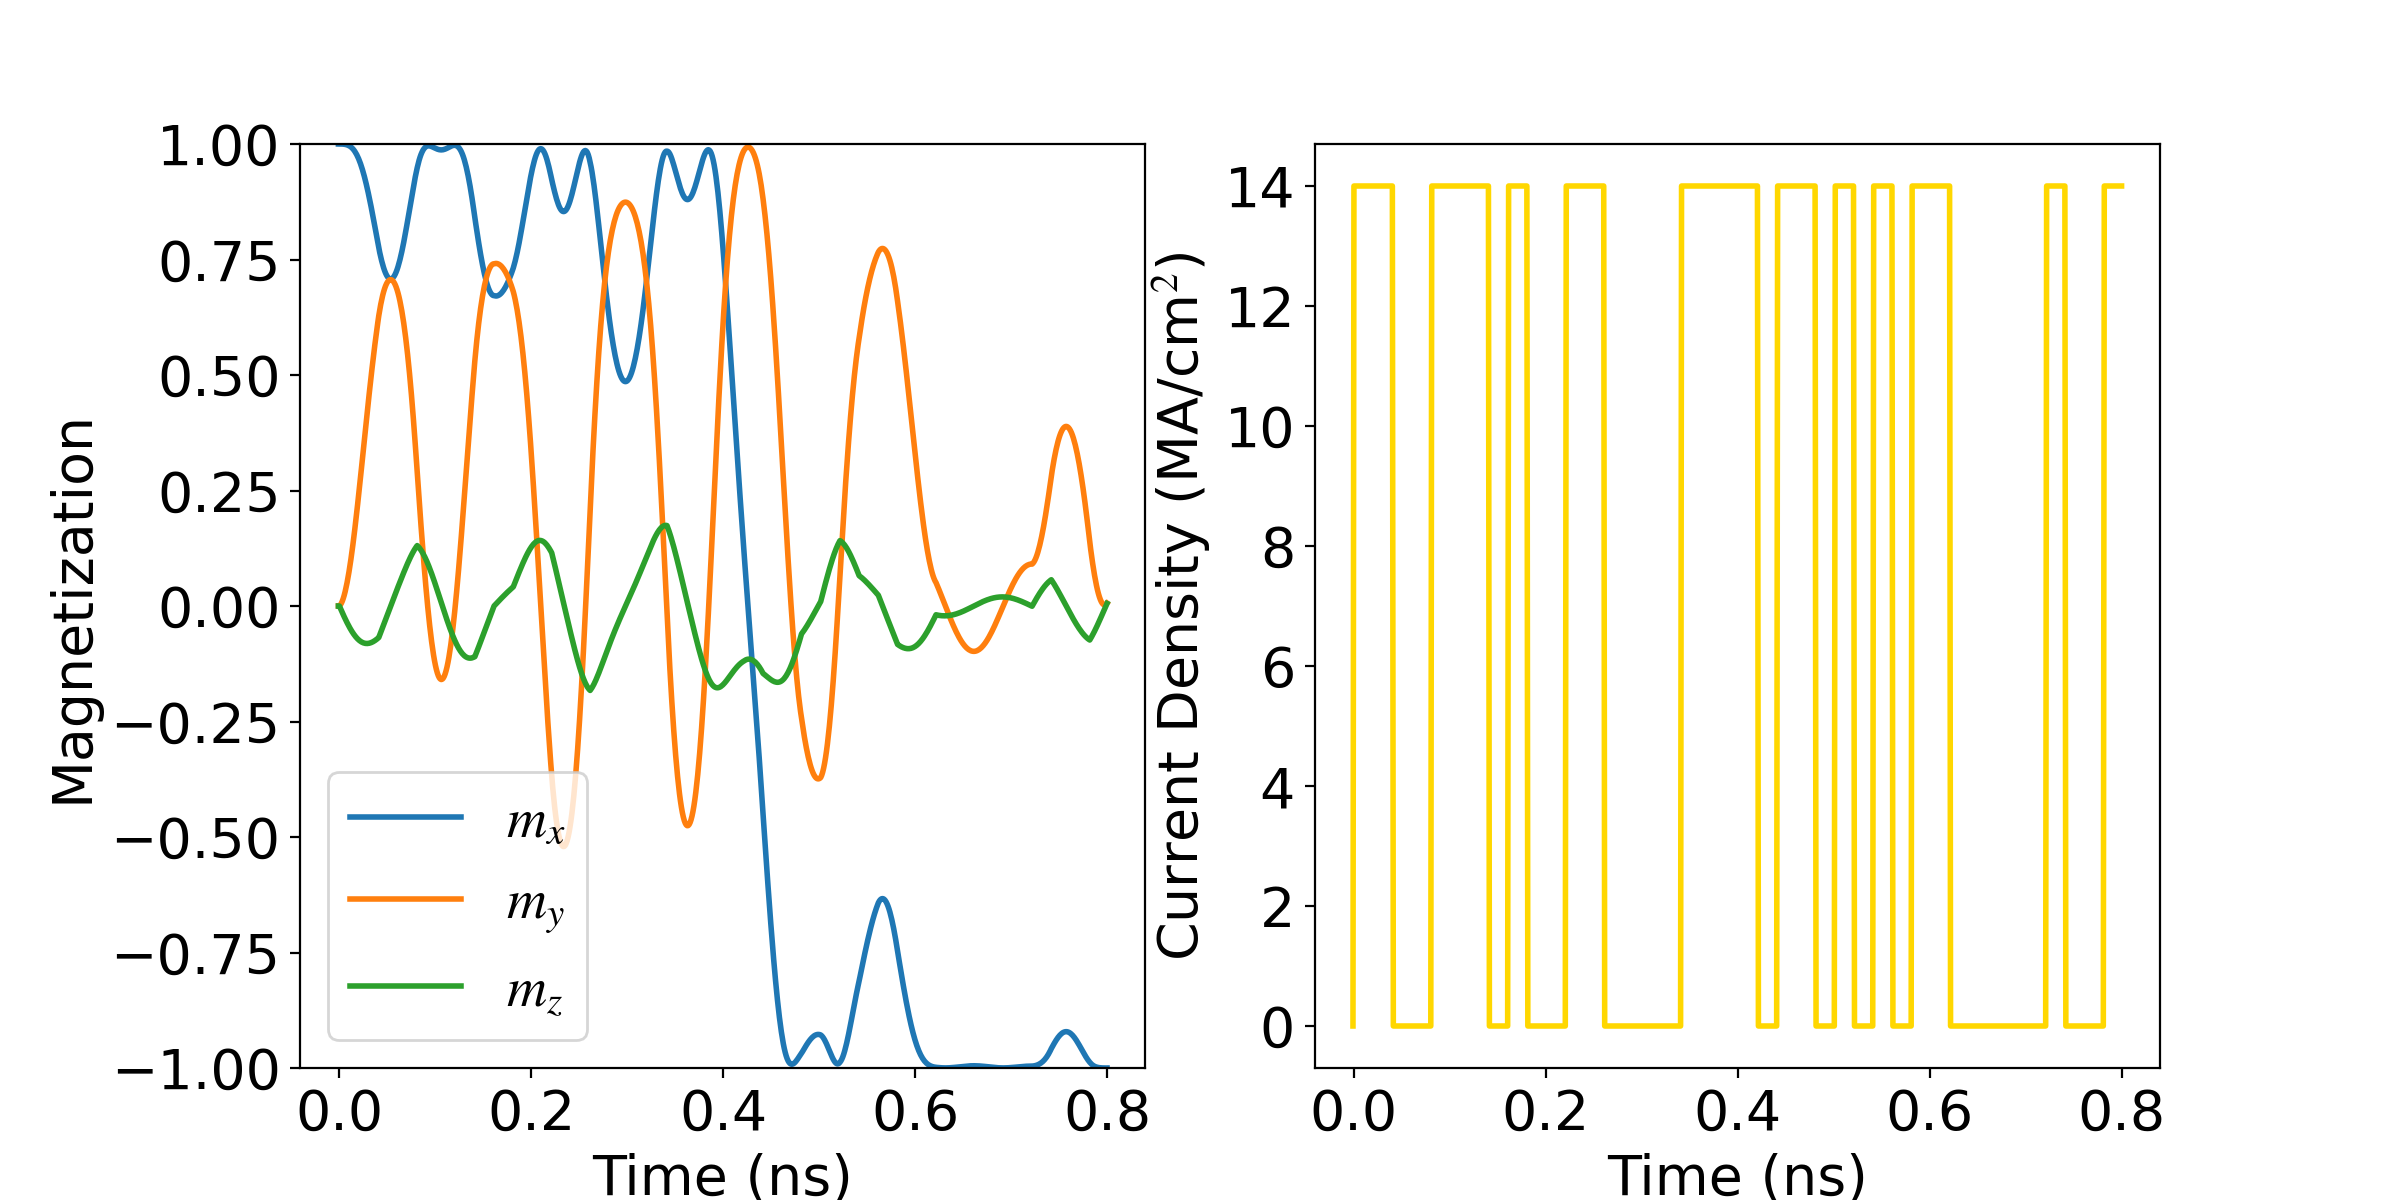 Magnetization
1.00
0.75
0.50
0.25
0.00
−0.25
−0.50
−0.75
−1.00
m_x
m_y
m_z
0.0 0.2 0.4 0.6 0.8
Time (ns)
Current Density (MA/cm²)
14
12
10
8
6
4
2
0
0.0 0.2 0.4 0.6 0.8
Time (ns)